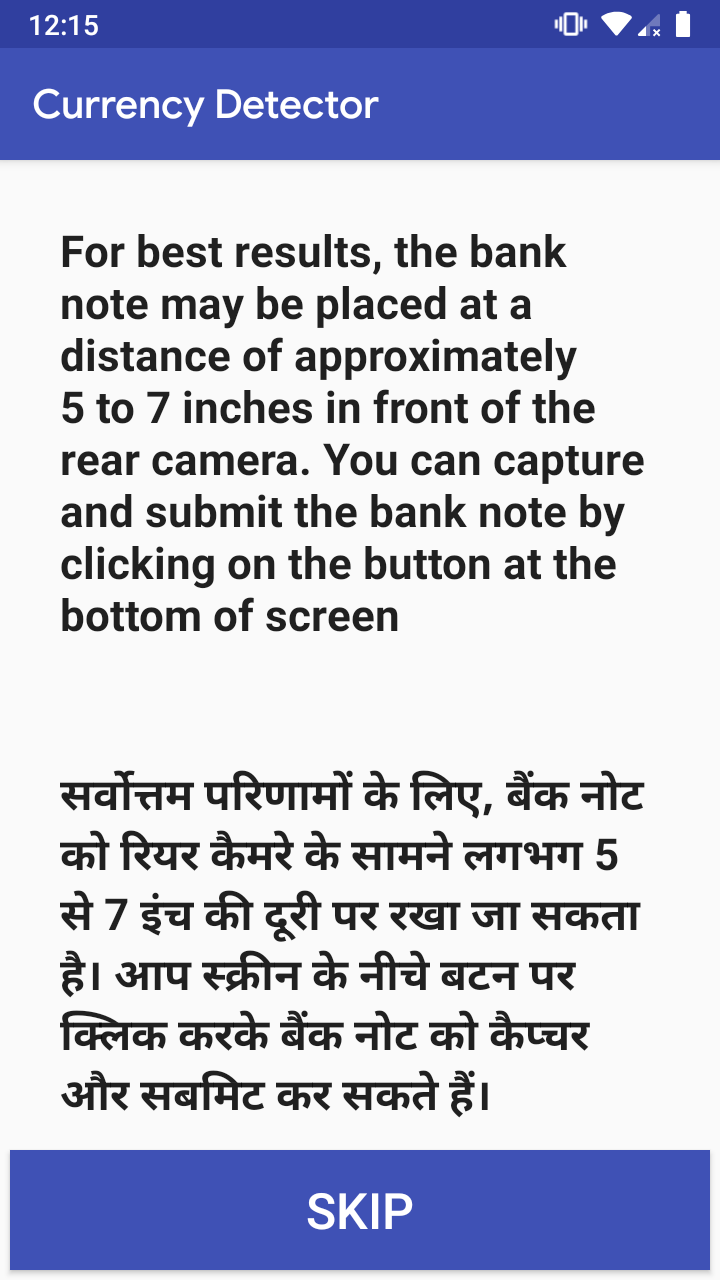 12:15
Currency Detector
For best results, the bank
note may be placed at a
distance of approximately
5 to 7 inches in front of the
rear camera. You can capture
and submit the bank note by
clicking on the button at the
bottom of screen
सर्वोत्तम परिणामों के लिए, बैंक नोट
को रियर कैमरे के सामने लगभग 5
से 7 इंच की दूरी पर रखा जा सकता
है। आप स्क्रीन के नीचे बटन पर
क्लिक करके बैंक नोट को कैप्चर
और सबमिट कर सकते हैं।
SKIP